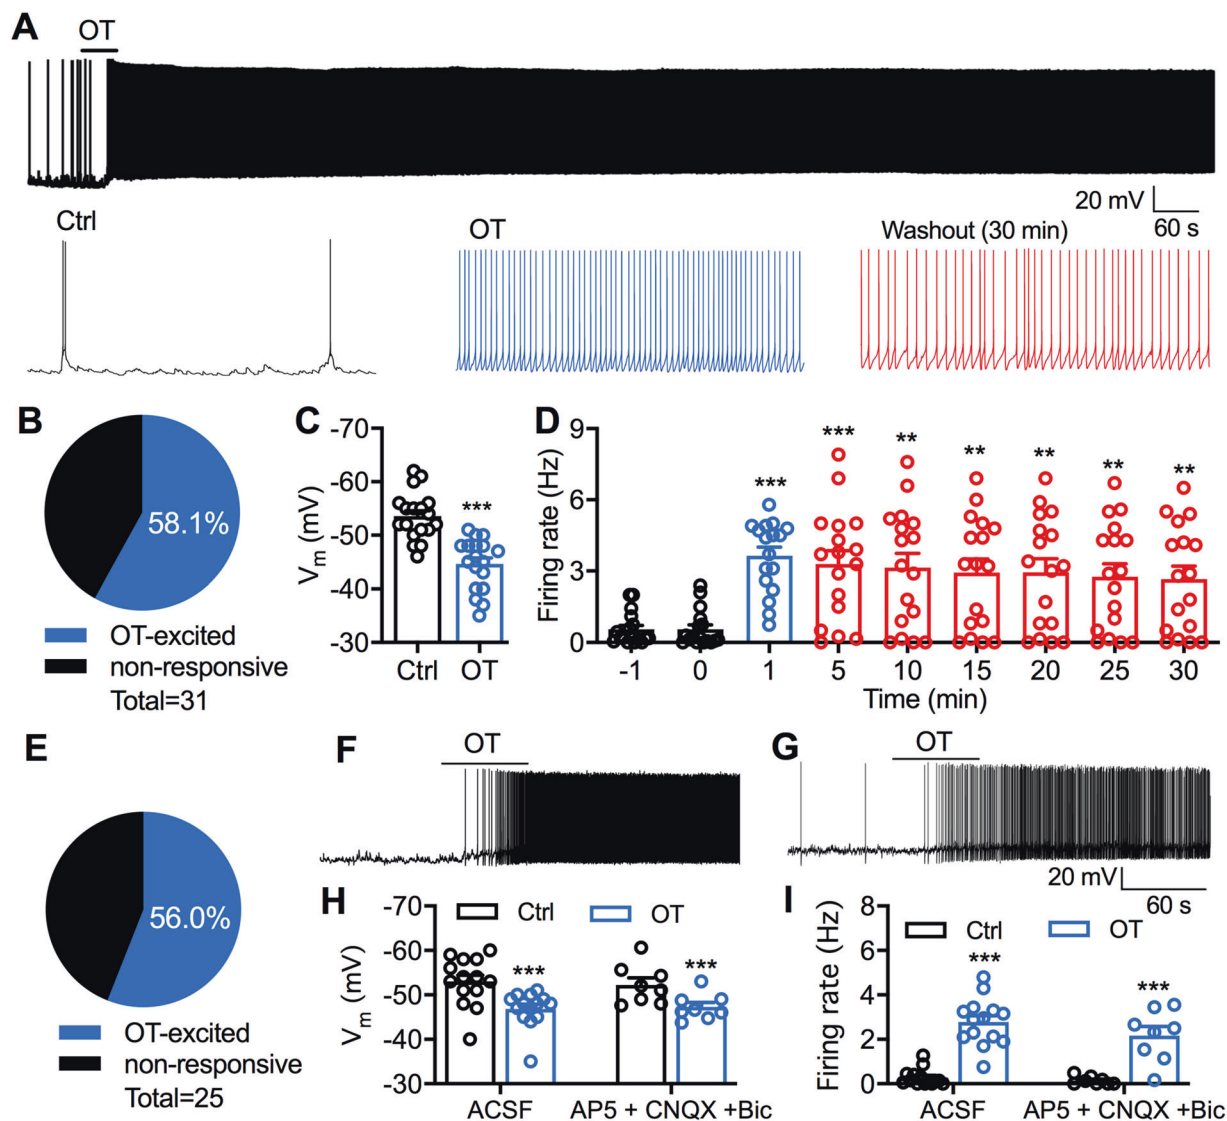 A
OT
20 mV
60 s
Ctrl
OT
Washout (30 min)
B
58.1%
OT-excited
non-responsive
Total=31
C
Vm (mV)
-70
-60
-50
-40
-30
***
Ctrl
OT
D
Firing rate (Hz)
9
6
3
0
*** *** ** ** ** ** **
-1 0 1 5 10 15 20 25 30
Time (min)
E
56.0%
OT-excited
non-responsive
Total=25
F
OT
G
OT
20 mV
60 s
H
Vm (mV)
-70
-60
-50
-40
-30
Ctrl OT
*** ***
ACSF AP5 + CNQX +Bic
I
Firing rate (Hz)
8
6
4
2
0
Ctrl OT
*** ***
ACSF AP5 + CNQX +Bic